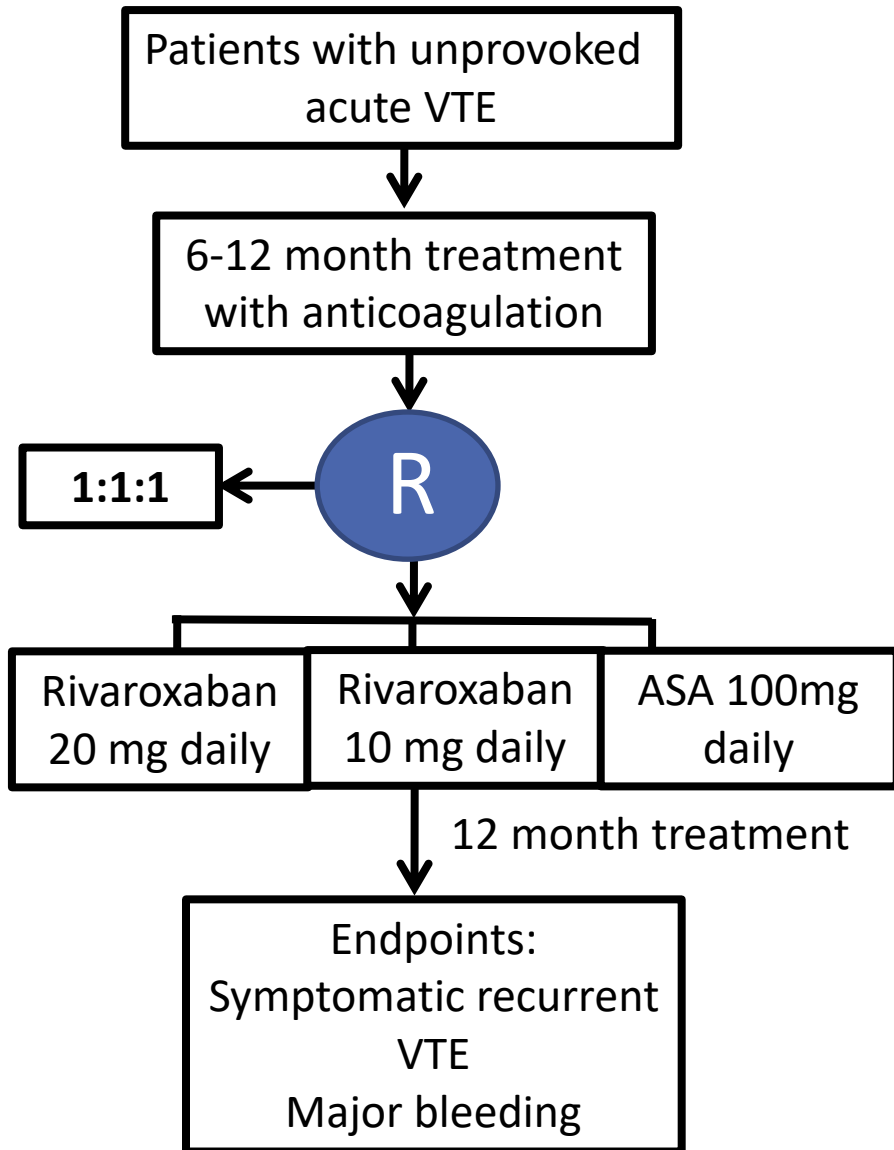 Patients with unprovoked
acute VTE
6-12 month treatment
with anticoagulation
R
1:1:1
Rivaroxaban
20 mg daily
Rivaroxaban
10 mg daily
ASA 100mg
daily
12 month treatment
Endpoints:
Symptomatic recurrent
VTE
Major bleeding